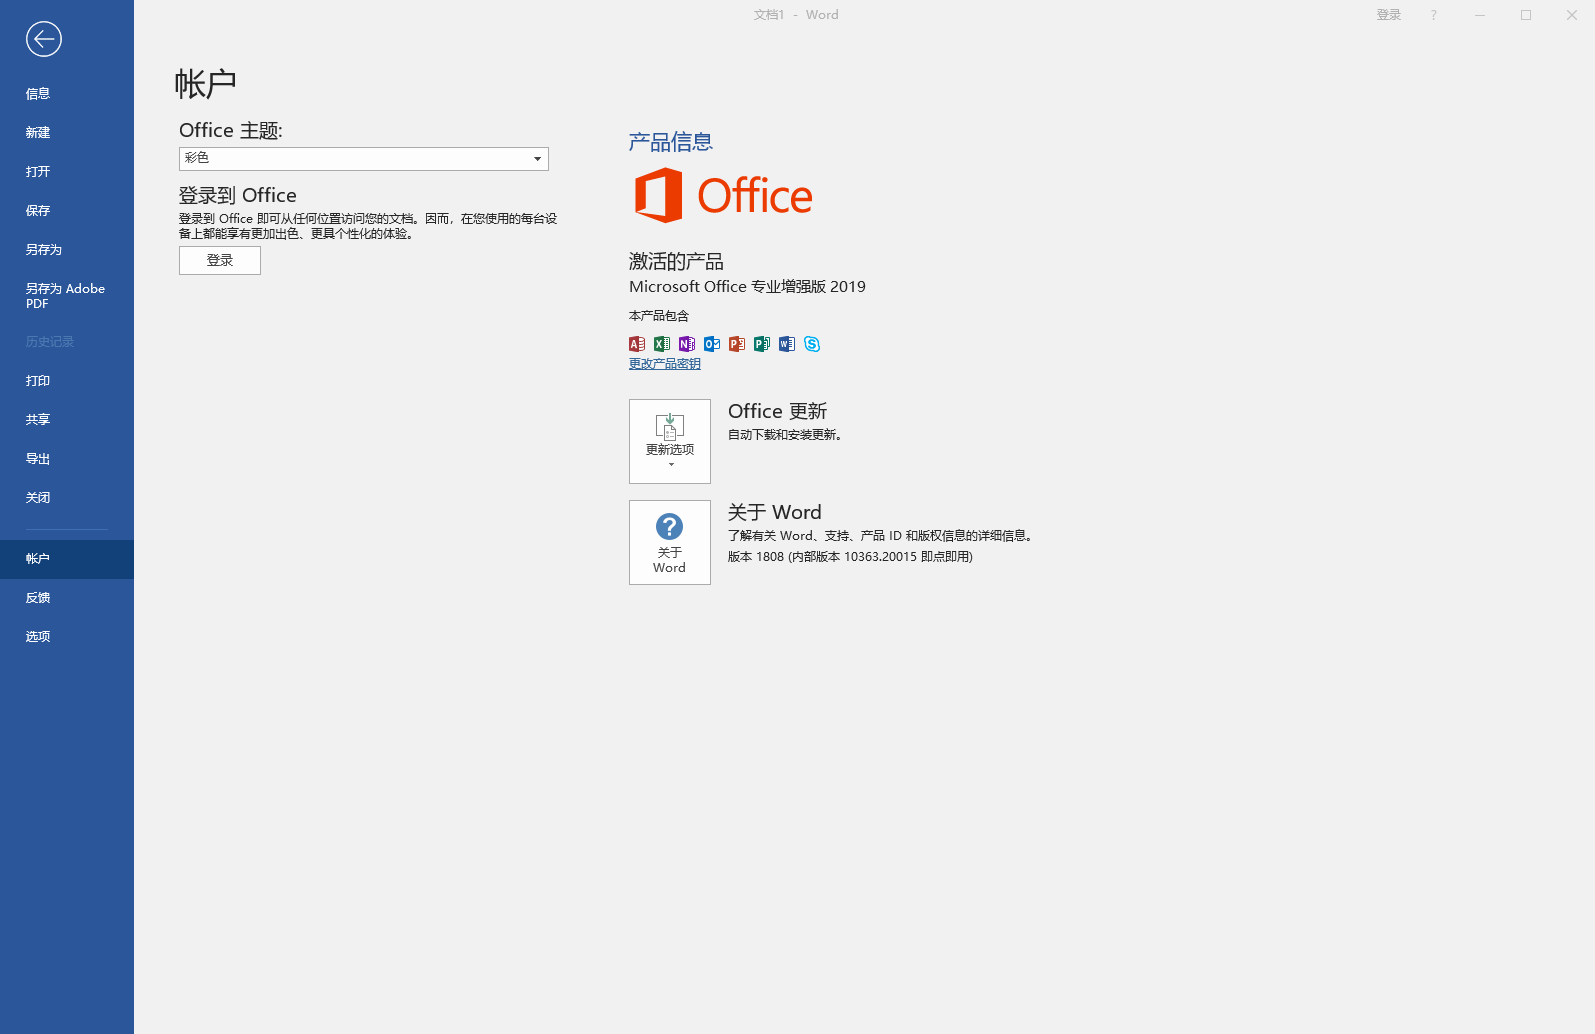 文档1 - Word
登录
?
信息
新建
打开
保存
另存为
另存为 Adobe
PDF
历史记录
打印
共享
导出
关闭
帐户
反馈
选项
帐户
Office 主题:
彩色
登录到 Office
登录到 Office 即可从任何位置访问您的文档。因而，在您使用的每台设
备上都能享有更加出色、更具个性化的体验。
登录
产品信息
Office
激活的产品
Microsoft Office 专业增强版 2019
本产品包含
更改产品密钥
更新选项
Office 更新
自动下载和安装更新。
关于
Word
关于 Word
了解有关 Word、支持、产品 ID 和版权信息的详细信息。
版本 1808 (内部版本 10363.20015 即点即用)